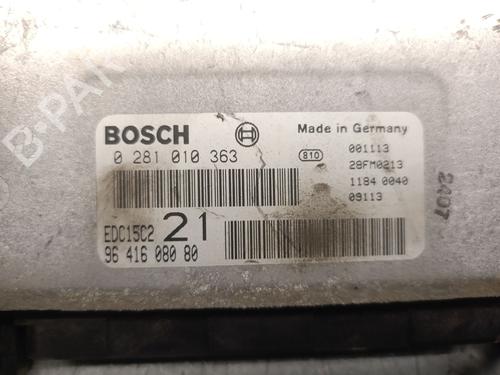 B-PAR
BOSCH
Made in Germany
0 281 010 363
810
001113
28FM0213
1184 0040
09113
2407
EDC15C2 21
96 416 080 80